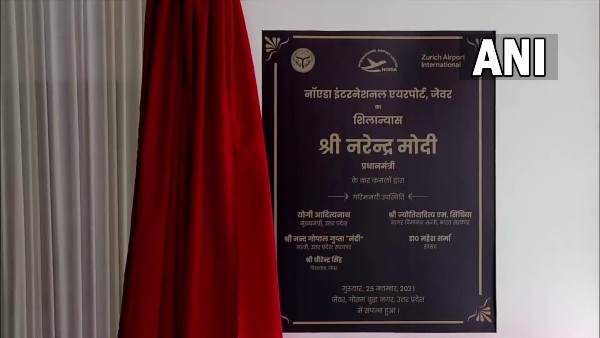 ANI
NOIDA
Zurich Airport
International
नॉएडा इंटरनेशनल एयरपोर्ट, जेवर
का
शिलान्यास
श्री नरेन्द्र मोदी
प्रधानमंत्री
के कर कमलों द्वारा
गरिमामयी उपस्थिति
योगी आदित्यनाथ
मुख्यमंत्री, उत्तर प्रदेश
श्री ज्योतिरादित्य एम. सिंधिया
नागर विमानन मन्त्री, भारत सरकार
श्री नन्द गोपाल गुप्ता "नंदी"
मन्त्री, उत्तर प्रदेश सरकार
डा० महेश शर्मा
सांसद
श्री धीरेन्द्र सिंह
विधायक, जेवर
गुरुवार, 25 नवम्बर, 2021
जेवर, गौतम बुद्ध नगर, उत्तर प्रदेश
में संपन्न हुआ।